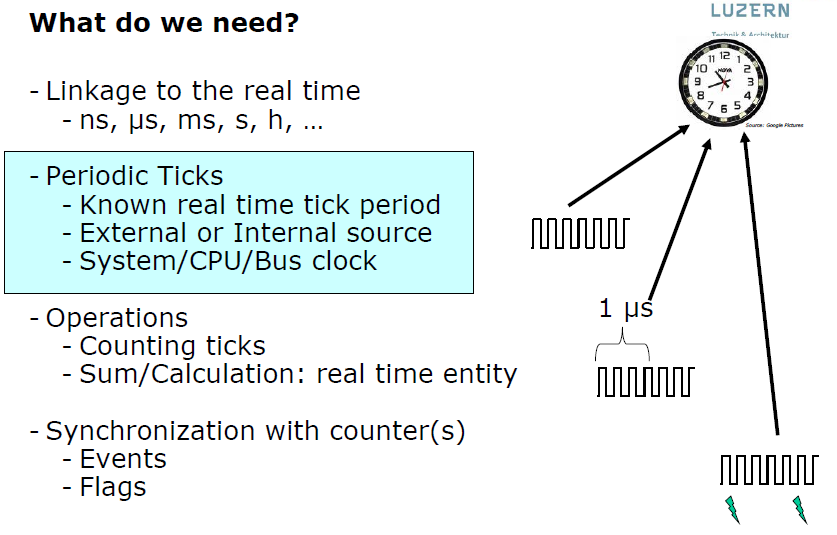 What do we need?
LUZERN
Technik & Architektur
- Linkage to the real time
- ns, µs, ms, s, h, ...
12
1
2
3
4
5
6
7
8
9
10
11
NOVA
Source: Google Pictures
- Periodic Ticks
- Known real time tick period
- External or Internal source
- System/CPU/Bus clock
1 µs
- Operations
- Counting ticks
- Sum/Calculation: real time entity
- Synchronization with counter(s)
- Events
- Flags